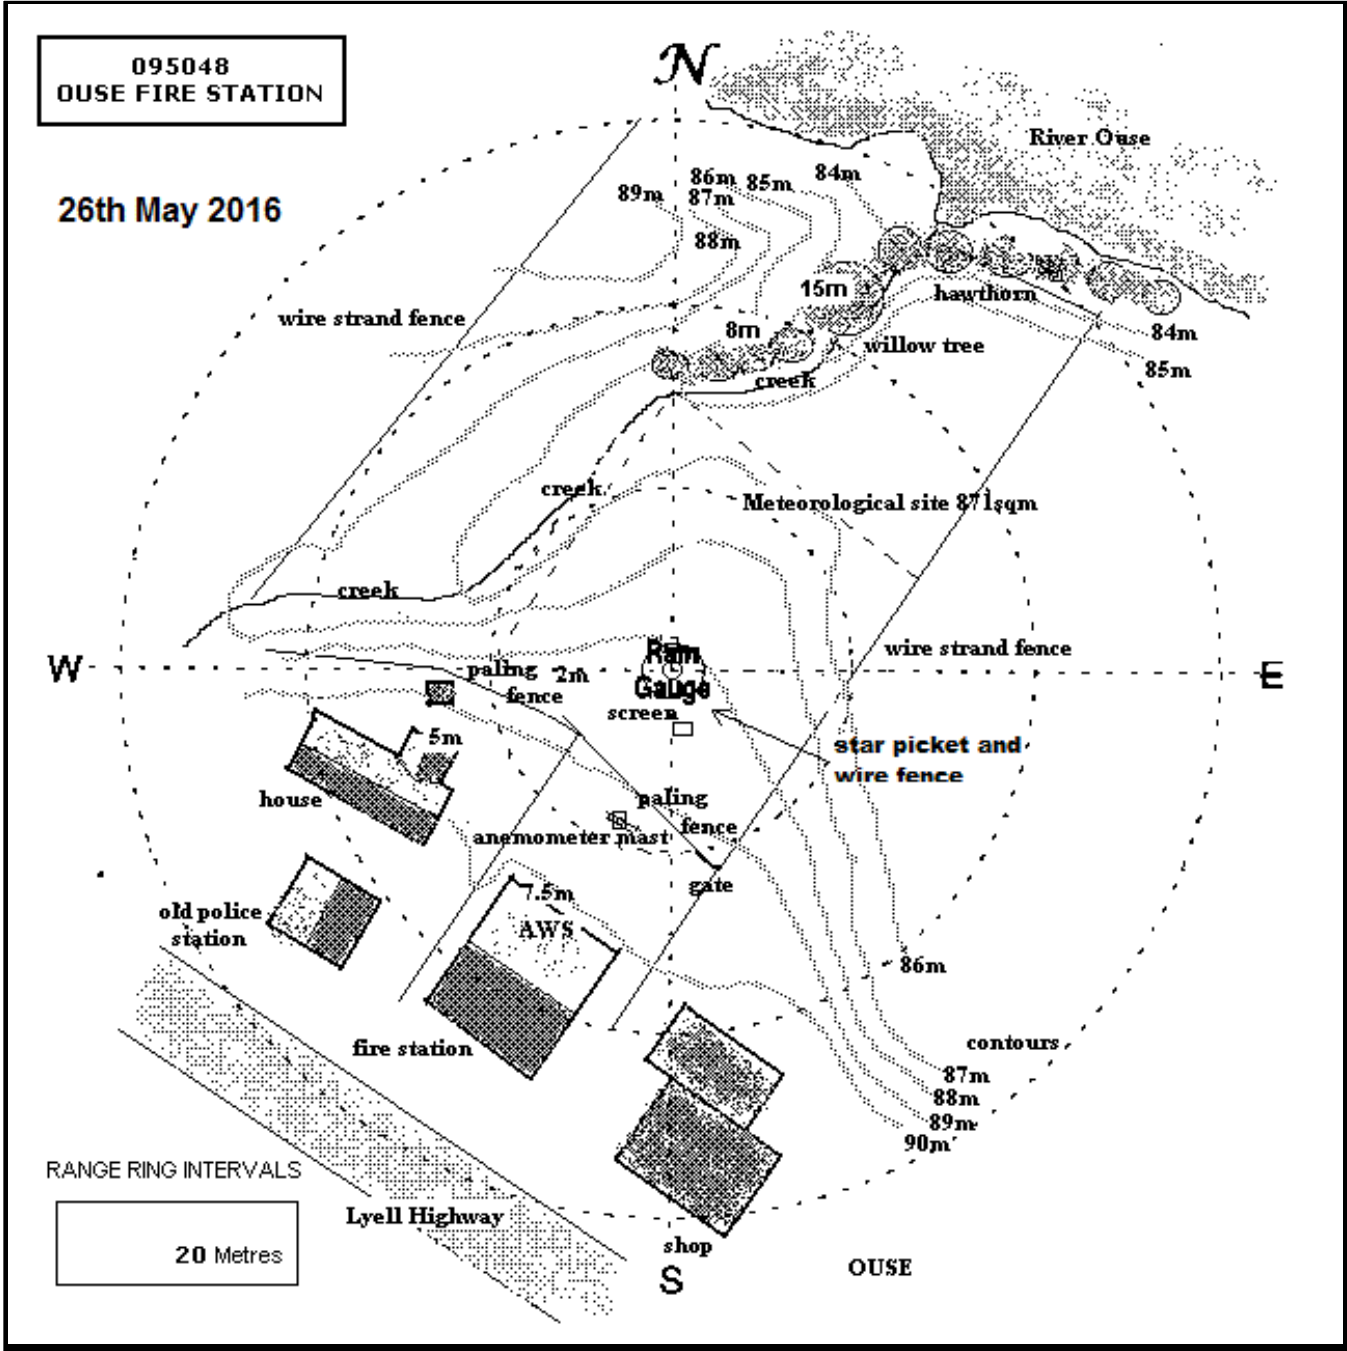 095048
OUSE FIRE STATION
N
River Ouse
26th May 2016
86m
85m
84m
89m
87m
88m
15m
hawthorn
wire strand fence
8m
willow tree
84m
85m
creek
creek
Meteorological site 871sqm
creek
W
paling
fence
2m
Rain
Gauge
wire strand fence
E
screen
5m
star picket and
wire fence
house
paling
fence
anemometer mast
gate
7.5m
AWS
old police
station
86m
fire station
contours
87m
88m
89m
90m
RANGE RING INTERVALS
20 Metres
Lyell Highway
shop
S
OUSE